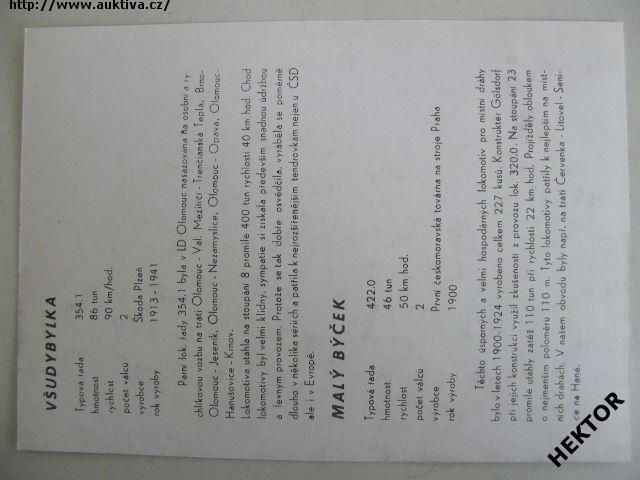 http://www.auktiva.cz/
VŠUDYBYLKA
Typova řada 354.1
hmotnost 86 tun
rychlost 90 km/hod.
počet valců 2
výrobce Škoda Plzeň
rok výroby 1913 - 1941
Parní lok. řady 354.1 byla v LD Olomouc nasazována na osobní a ry-
chlíkovou vozbu na trati Olomouc - Val. Meziříčí - Trenčianska Tepla, Brno-
Olomouc - Jeseník, Olomouc - Nezamyslice, Olomouc - Opava, Olomouc-
Hanušovice - Krnov.
Lokomotiva utáhla na stoupání 8 promile 400 tun rychlostí 40 km hod. Chod
lokomotivy byl velmi klidný, sympatie si získala především snadnou údržbou
a levným provozem. Protože se tak dobře osvědčila, vyráběla se poměrně
dlouho v několika sériích a patřila k nejrozšířenějším tendrovkám nejen u ČSD
ale i v Evropě.
MALÝ BÝČEK
Typová řada 422.0
hmotnost 46 tun
rychlost 50 km hod.
počet valců 2
výrobce První českomoravská továrna na stroje Praha
rok výroby 1900
Těchto úsporných a velmi hospodárných lokomotiv pro místní dráhy
bylo v letech 1900-1924 vyrobeno celkem 227 kusů. Konstruktér Gölsdorf
při jejich konstrukci využil zkušeností z provozu lok. 320.0. Na stoupání 23
promile utáhly zátěž 110 tun při rychlosti 22 km hod. Projížděly obloukem
o nejmenším poloměru 110 m. Tyto lokomotivy patřily k nejlepším na míst-
ních dráhách. V našem obvodu byly např. na trati Červenka - Litovel - Seni-
ce na Hané.
HEKTOR